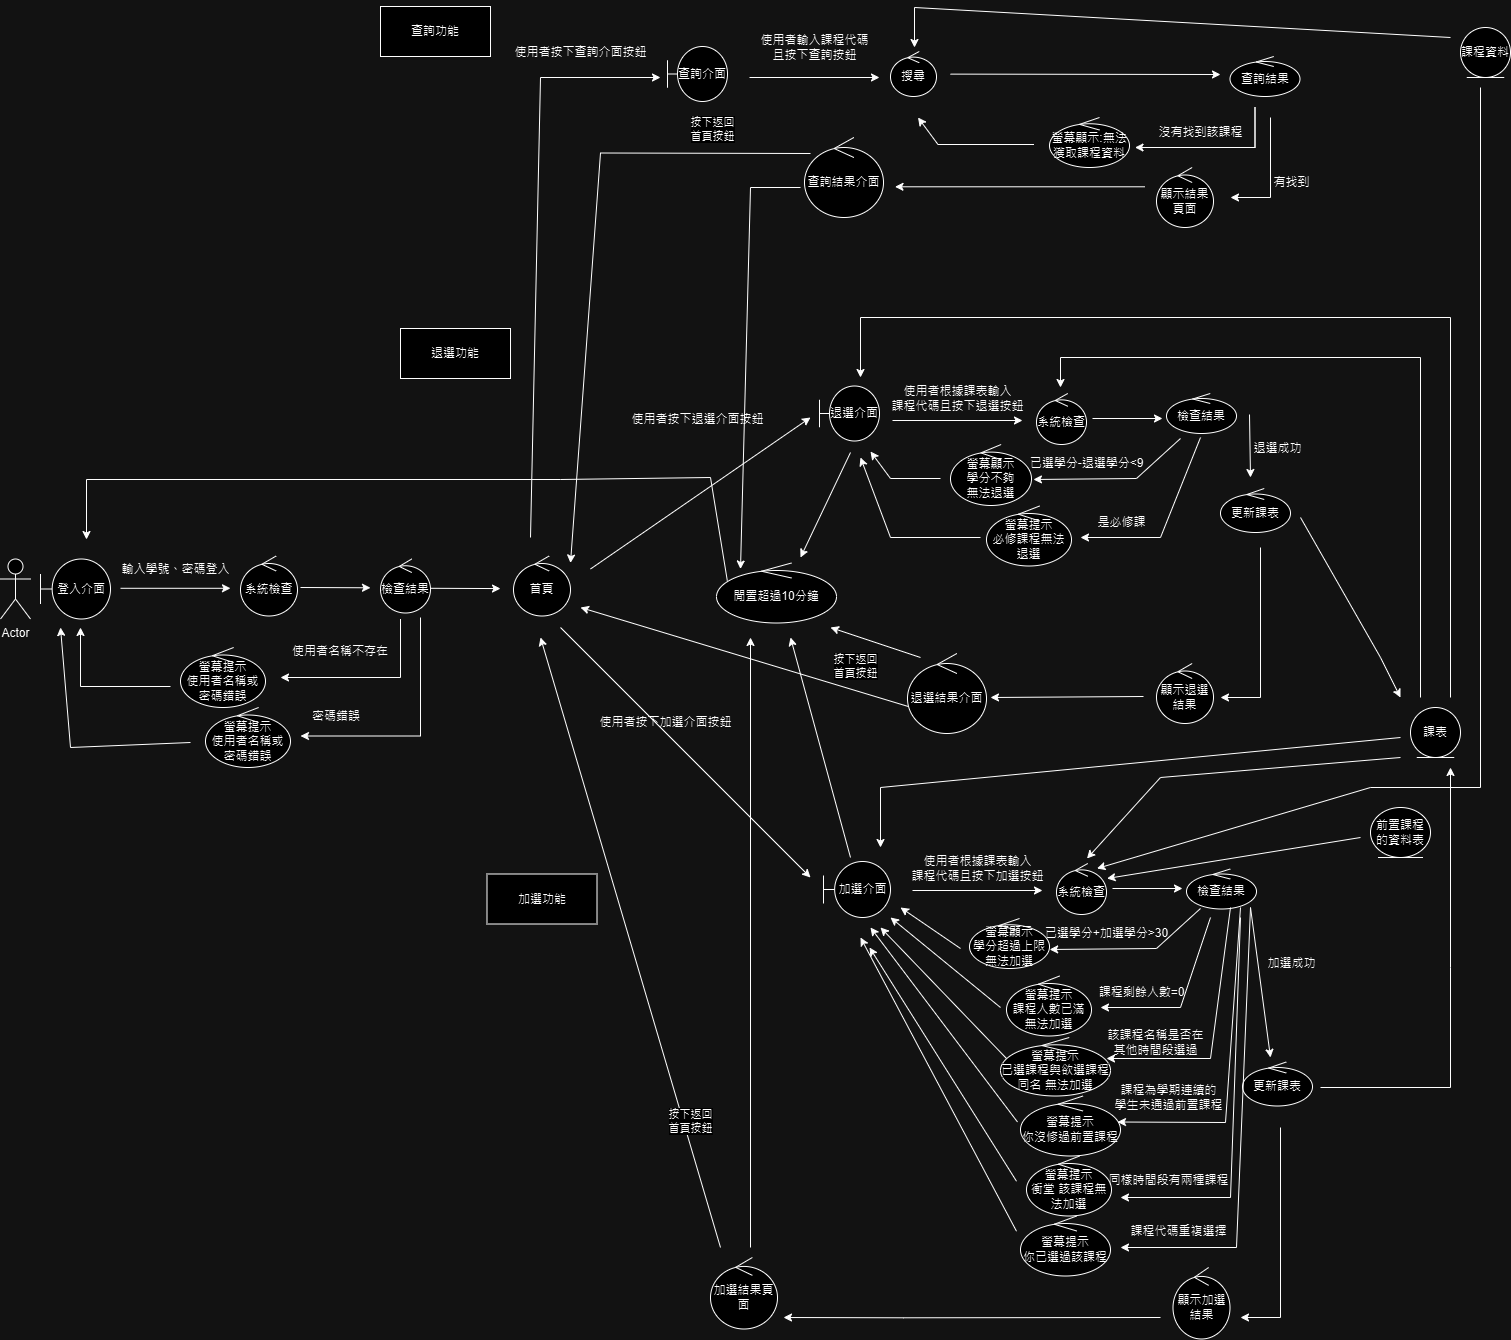 查詢功能
使用者按下查詢介面按鈕
查詢介面
使用者輸入課程代碼
且按下查詢按鈕
搜尋
查詢結果
課程資料
按下返回
首頁按鈕
螢幕顯示:無法
獲取課程資料
沒有找到該課程
查詢結果介面
顯示結果
頁面
有找到
退選功能
使用者按下退選介面按鈕
退選介面
使用者根據課表輸入
課程代碼且按下退選按鈕
系統檢查
檢查結果
退選成功
螢幕顯示
學分不夠
無法退選
已選學分-退選學分<9
更新課表
螢幕提示
必修課程無法
退選
是必修課
Actor
登入介面
輸入學號、密碼登入
系統檢查
檢查結果
首頁
閒置超過10分鐘
使用者名稱不存在
螢幕提示
使用者名稱或
密碼錯誤
密碼錯誤
螢幕提示
使用者名稱或
密碼錯誤
按下返回
首頁按鈕
退選結果介面
顯示退選
結果
使用者按下加選介面按鈕
課表
前置課程
的資料表
加選功能
加選介面
使用者根據課表輸入
課程代碼且按下加選按鈕
系統檢查
檢查結果
螢幕顯示
學分超過上限
無法加選
已選學分+加選學分>30
加選成功
螢幕提示
課程人數已滿
無法加選
課程剩餘人數=0
該課程名稱是否在
其他時間段選過
螢幕提示
已選課程與欲選課程
同名 無法加選
更新課表
課程為學期連續的
學生未通過前置課程
螢幕提示
你沒修過前置課程
按下返回
首頁按鈕
螢幕提示
衝堂 該課程無
法加選
同樣時間段有兩種課程
螢幕提示
你已選過該課程
課程代碼重複選擇
加選結果頁
面
顯示加選
結果